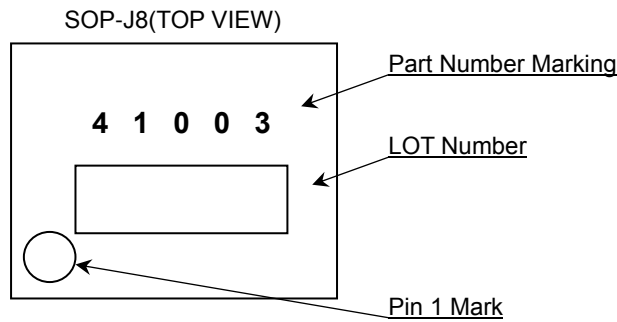 SOP-J8(TOP VIEW)
Part Number Marking
4 1 0 0 3
LOT Number
Pin 1 Mark